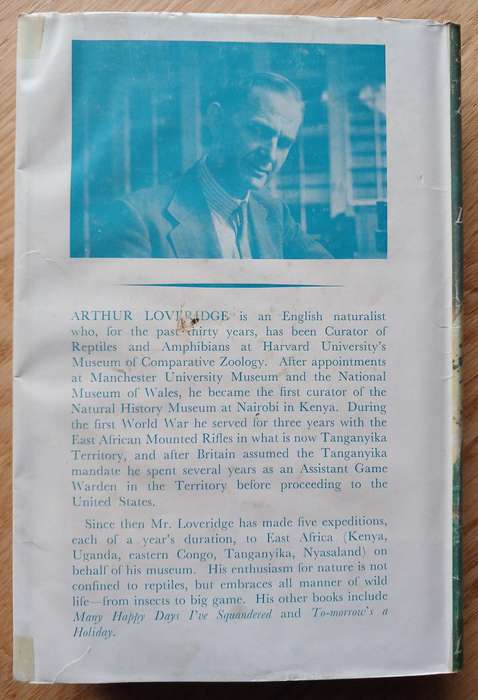 ARTHUR LOVERIDGE is an English naturalist
who, for the past thirty years, has been Curator of
Reptiles and Amphibians at Harvard University's
Museum of Comparative Zoology. After appointments
at Manchester University Museum and the National
Museum of Wales, he became the first curator of the
Natural History Museum at Nairobi in Kenya. During
the first World War he served for three years with the
East African Mounted Rifles in what is now Tanganyika
Territory, and after Britain assumed the Tanganyika
mandate he spent several years as an Assistant Game
Warden in the Territory before proceeding to the
United States.
Since then Mr. Loveridge has made five expeditions,
each of a year's duration, to East Africa (Kenya,
Uganda, eastern Congo, Tanganyika, Nyasaland) on
behalf of his museum. His enthusiasm for nature is not
confined to reptiles, but embraces all manner of wild
life—from insects to big game. His other books include
Many Happy Days I've Squandered and To-morrow's a
Holiday.